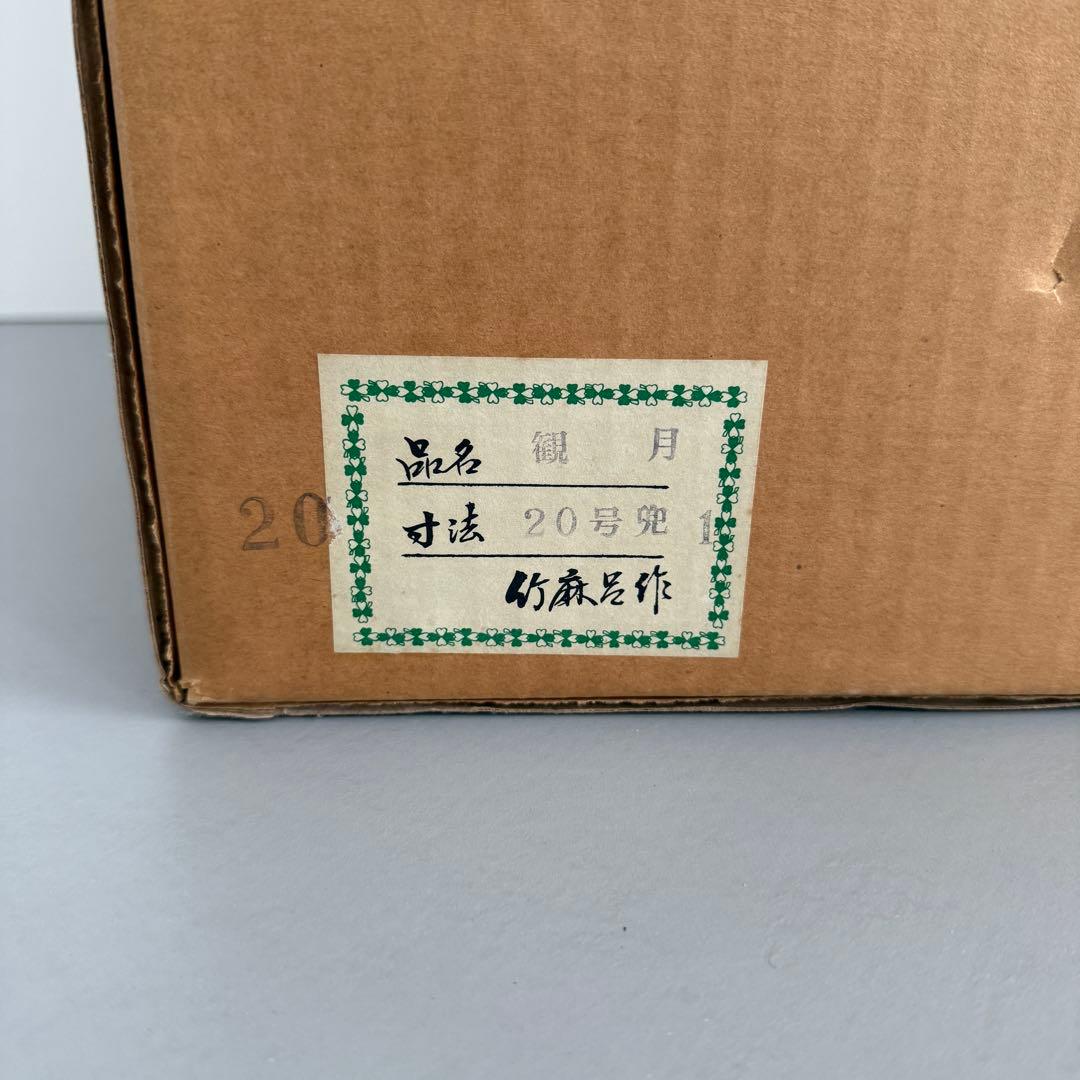 品名 観 月
20 寸法 20号兜 1
竹麻呂作